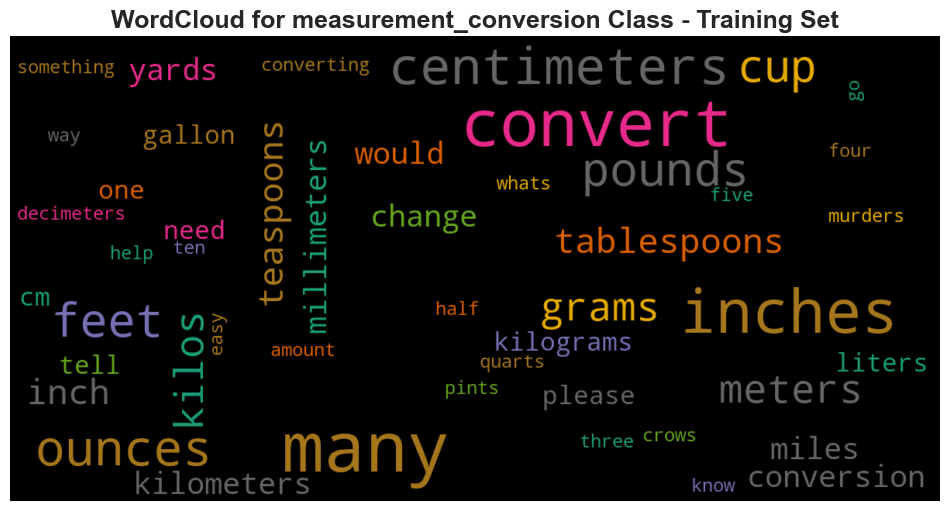 WordCloud for measurement_conversion Class - Training Set
something
yards
converting
centimeters
cup
go
way
gallon
teaspoons
millimeters
would
convert
pounds
four
one
whats
five
decimeters
need
change
murders
help
ten
tablespoons
cm
feet
kilos
easy
half
grams
inches
tell
amount
kilograms
quarts
liters
inch
pints
please
meters
ounces
many
three
crows
miles
kilometers
know
conversion